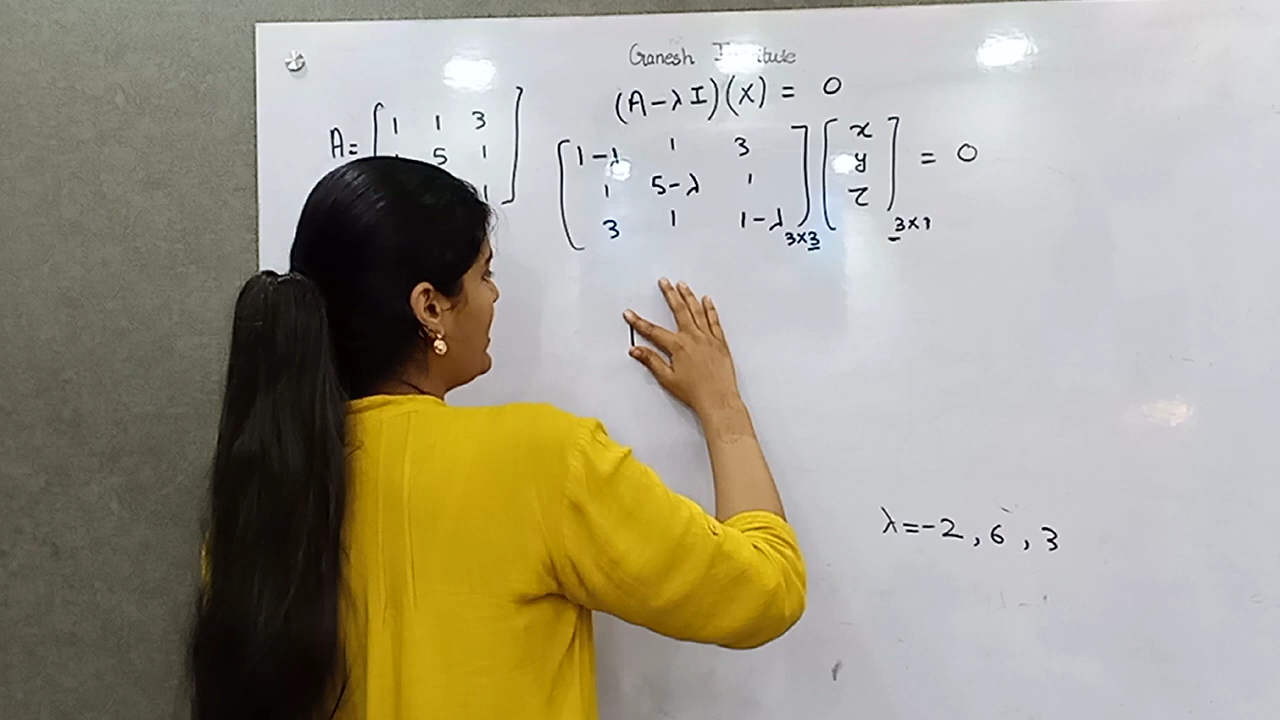 Ganesh Institute
(A-λI)(X) = 0
A= [1 1 3
5 1
1]
[1-λ 1 3
1 5-λ 1
3 1 1-λ] 3×3
[x
y
z] 3×1 = 0
λ=-2, 6, 3